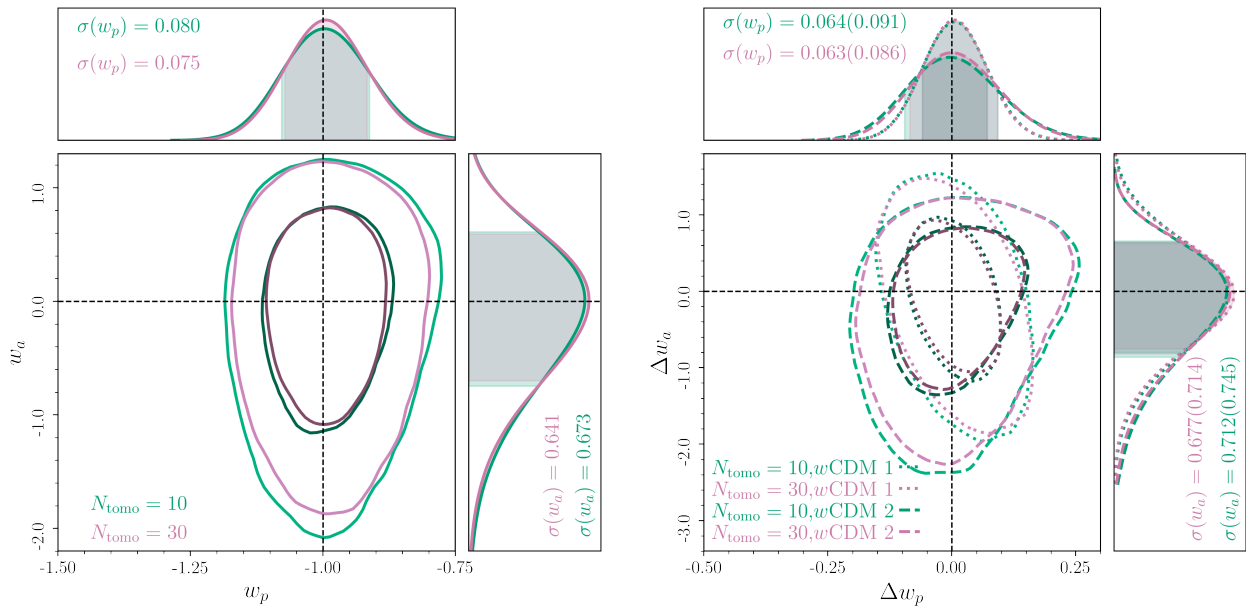 σ(w_p) = 0.080
σ(w_p) = 0.075
1.0
0.0
-1.0
-2.0
w_a
N_tomo = 10
N_tomo = 30
-1.50
-1.25
-1.00
-0.75
w_p
σ(w_a) = 0.641
σ(w_a) = 0.673
σ(w_p) = 0.064(0.091)
σ(w_p) = 0.063(0.086)
1.0
0.0
-1.0
-2.0
-3.0
Δw_a
N_tomo = 10,wCDM 1
N_tomo = 30,wCDM 1
N_tomo = 10,wCDM 2
N_tomo = 30,wCDM 2
-0.50
-0.25
0.00
0.25
Δw_p
σ(w_a) = 0.677(0.714)
σ(w_a) = 0.712(0.745)